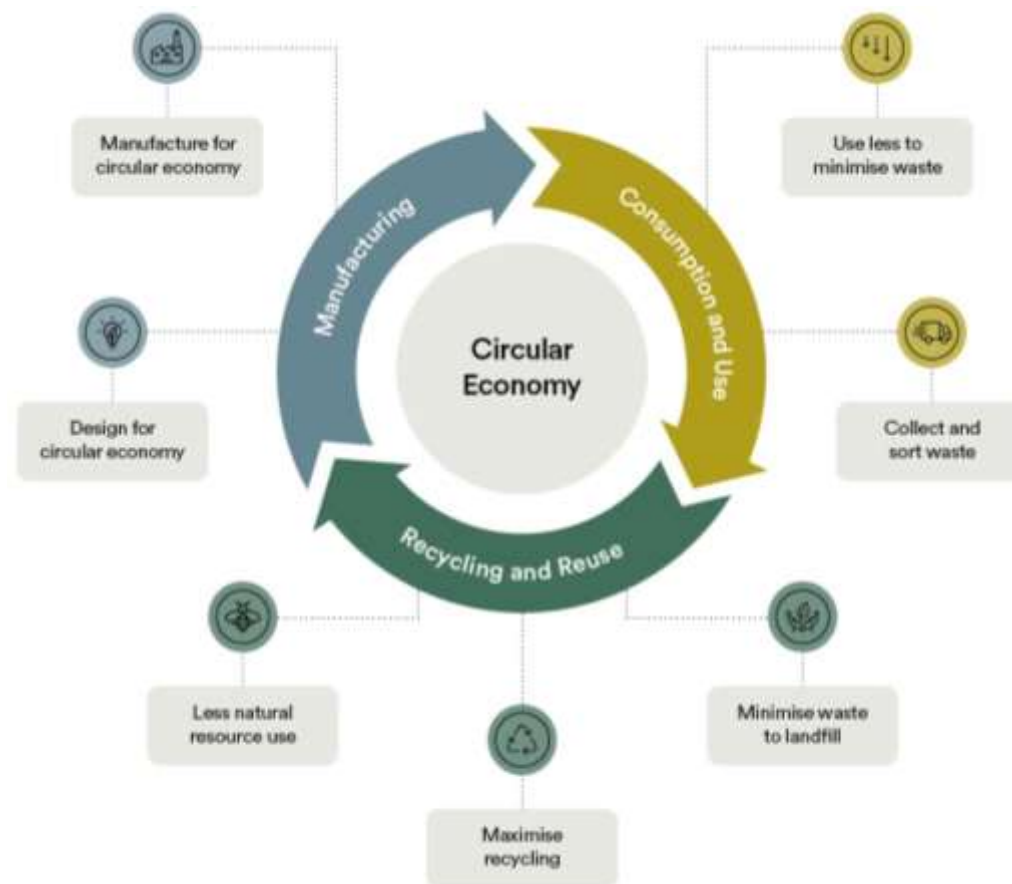 Manufacture for
circular economy
Use less to
minimise waste
Manufacturing
Consumption and Use
Circular
Economy
Design for
circular economy
Collect and
sort waste
Recycling and Reuse
Less natural
resource use
Minimise waste
to landfill
Maximise
recycling